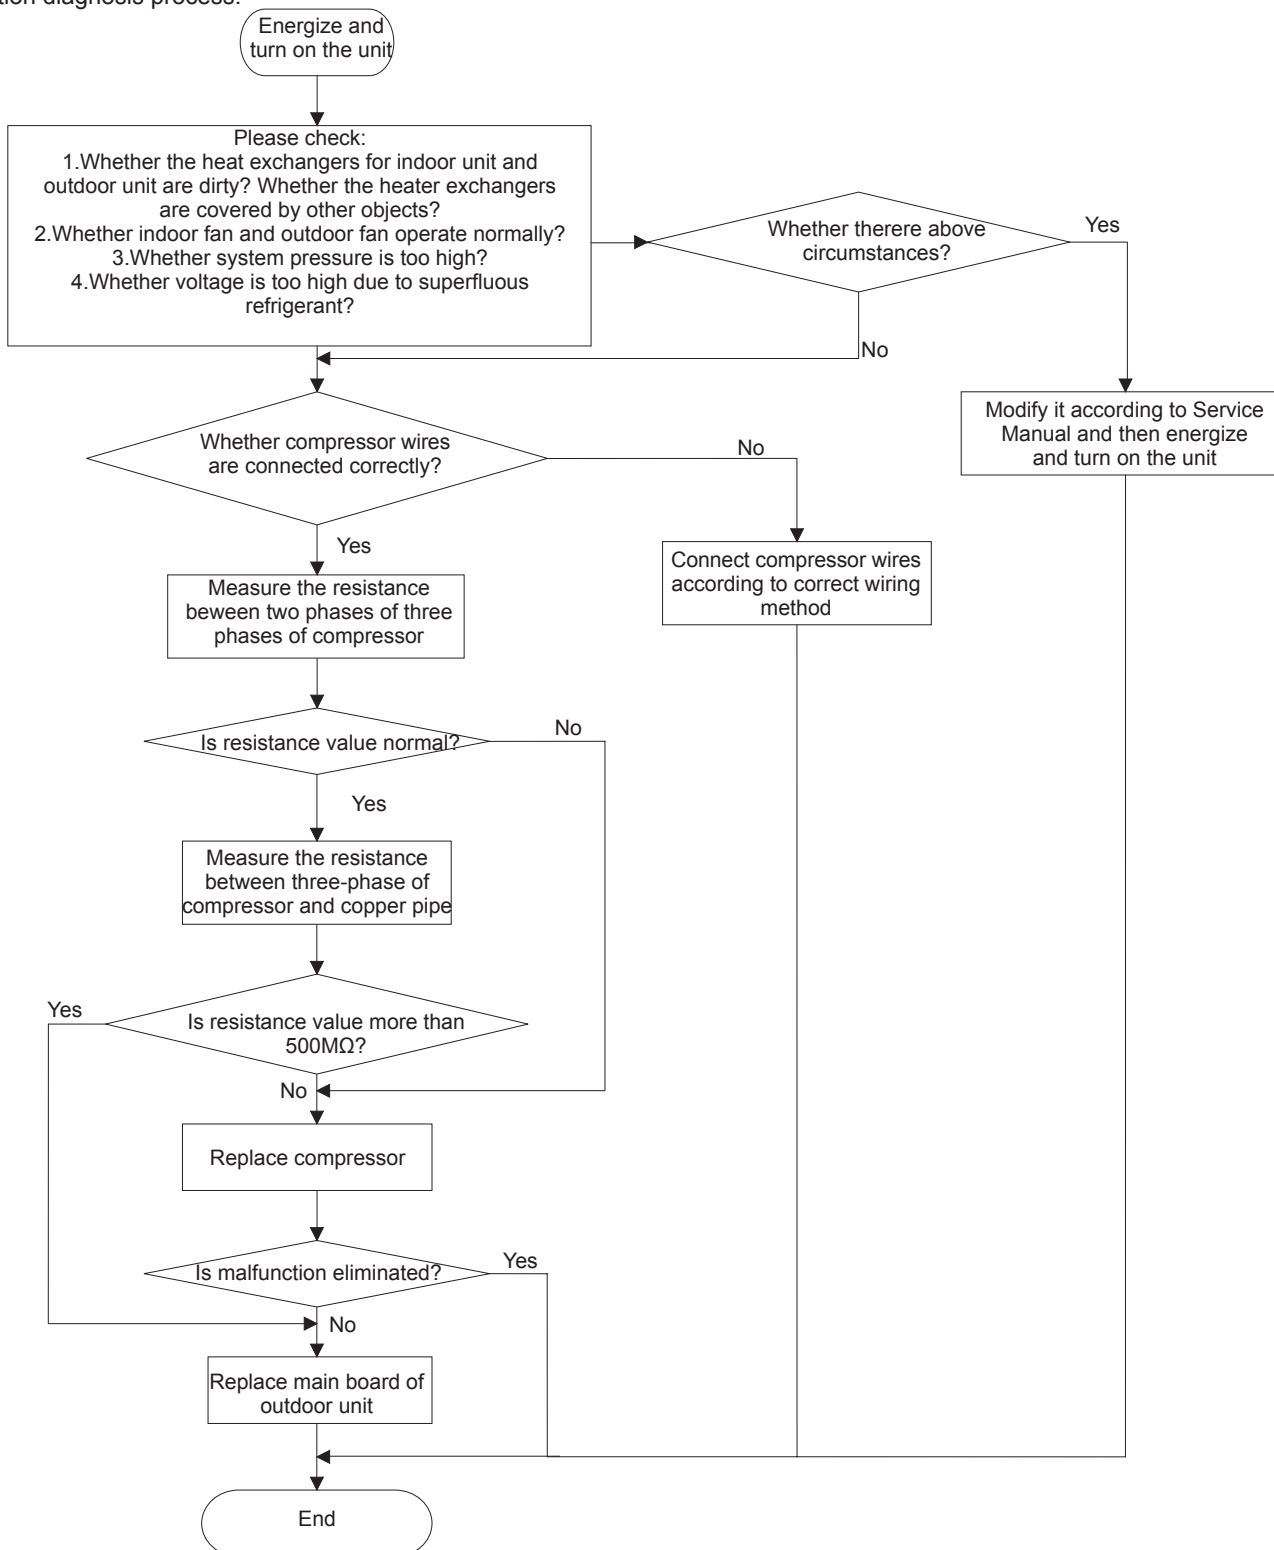 tion diagnosis process:
Energize and
turn on the unit
Please check:
1.Whether the heat exchangers for indoor unit and
outdoor unit are dirty? Whether the heater exchangers
are covered by other objects?
2.Whether indoor fan and outdoor fan operate normally?
3.Whether system pressure is too high?
4.Whether voltage is too high due to superfluous
refrigerant?
Whether therere above
circumstances?
Yes
No
Modify it according to Service
Manual and then energize
and turn on the unit
Whether compressor wires
are connected correctly?
No
Yes
Connect compressor wires
according to correct wiring
method
Measure the resistance
beween two phases of three
phases of compressor
Is resistance value normal?
No
Yes
Measure the resistance
between three-phase of
compressor and copper pipe
Yes
Is resistance value more than
500MΩ?
No
Replace compressor
Is malfunction eliminated?
Yes
No
Replace main board of
outdoor unit
End